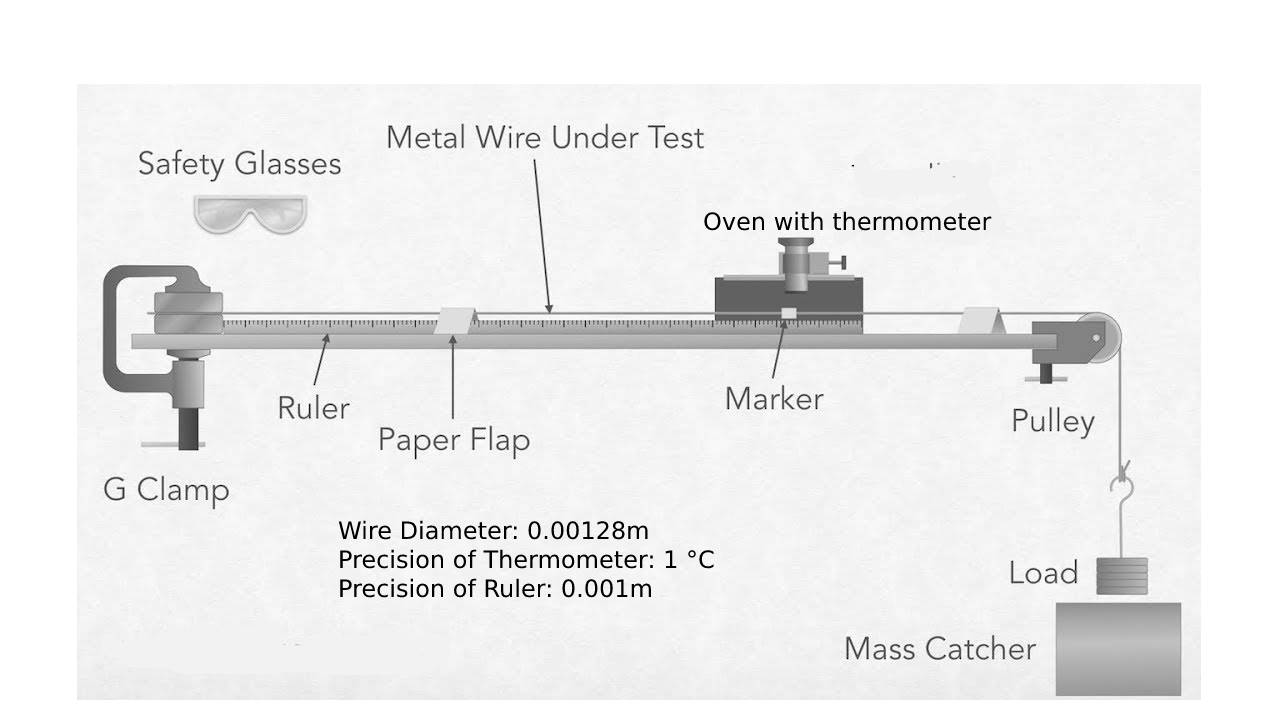 Metal Wire Under Test
Safety Glasses
Oven with thermometer
Ruler
Marker
Paper Flap
Pulley
G Clamp
Wire Diameter: 0.00128m
Precision of Thermometer: 1 °C
Precision of Ruler: 0.001m
Load
Mass Catcher